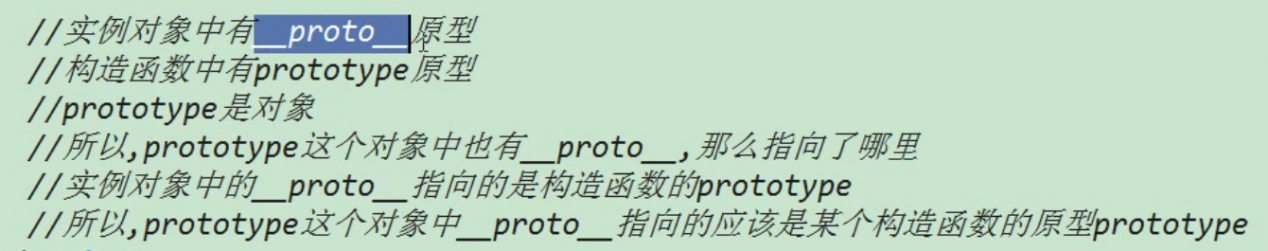 //实例对象中有__proto__原型
//构造函数中有prototype原型
//prototype是对象
//所以,prototype这个对象中也有__proto__,那么指向了哪里
//实例对象中的__proto__指向的是构造函数的prototype
//所以,prototype这个对象中__proto__指向的应该是某个构造函数的原型prototype